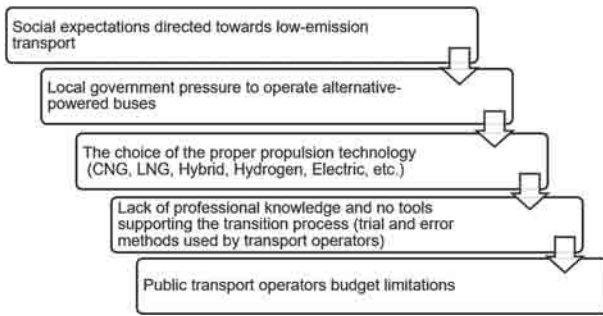 Social expectations directed towards low-emission
transport
Local government pressure to operate alternative-
powered buses
The choice of the proper propulsion technology
(CNG, LNG, Hybrid, Hydrogen, Electric, etc.)
Lack of professional knowledge and no tools
supporting the transition process (trial and error
methods used by transport operators)
Public transport operators budget limitations